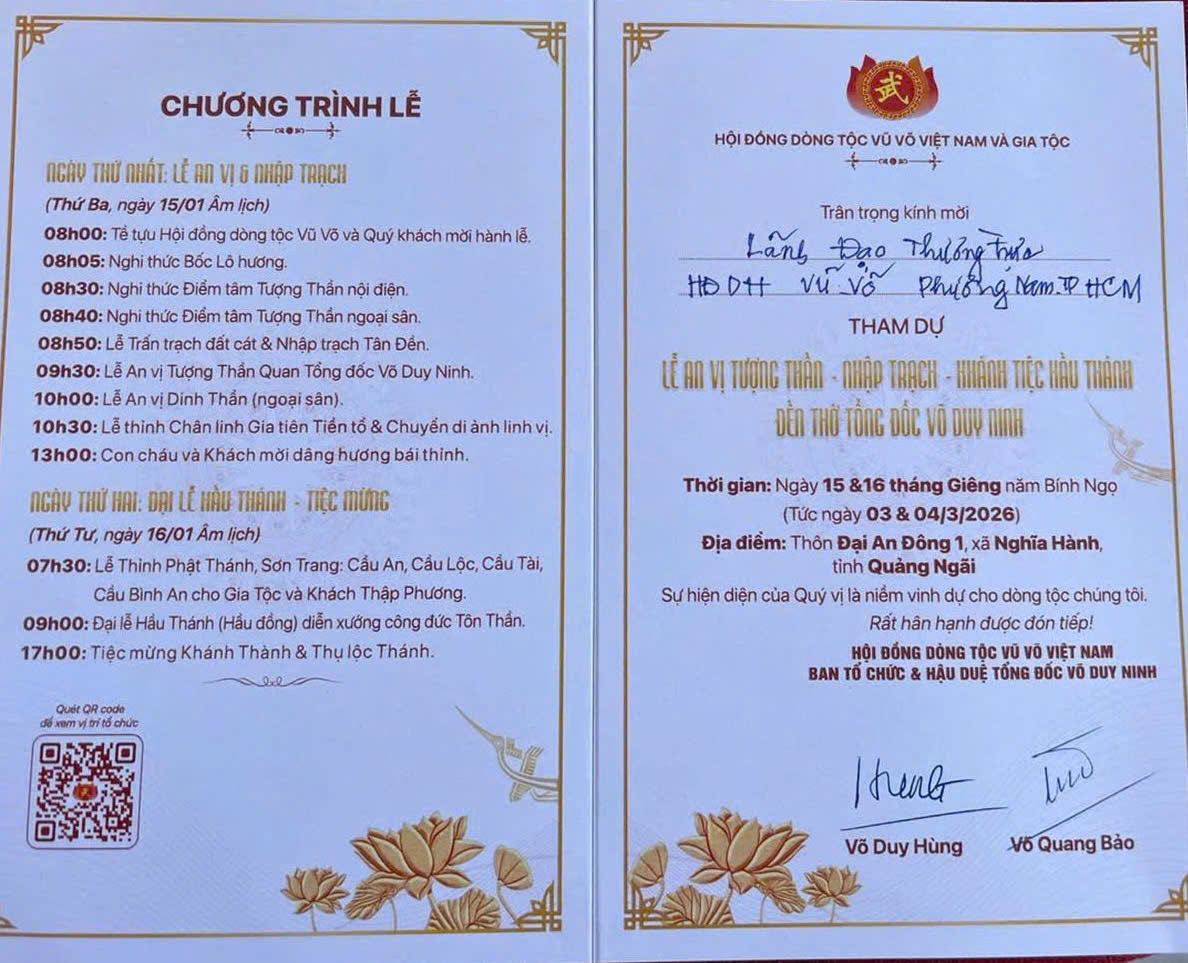 CHƯƠNG TRÌNH LỄ
NGÀY THỨ NHẤT: LỄ AN VỊ & NHẬP TRẠCH
(Thứ Ba, ngày 15/01 Âm lịch)
08h00: Tề tựu Hội đồng dòng tộc Vũ Võ và Quý khách mời hành lễ.
08h05: Nghi thức Bốc Lô hương.
08h30: Nghi thức Điểm tâm Tượng Thần nội điện.
08h40: Nghi thức Điểm tâm Tượng Thần ngoại sân.
08h50: Lễ Trấn trạch đất cát & Nhập trạch Tân Đền.
09h30: Lễ An vị Tượng Thần Quan Tổng đốc Võ Duy Ninh.
10h00: Lễ An vị Dinh Thần (ngoại sân).
10h30: Lễ thỉnh Chân linh Gia tiên Tiền tổ & Chuyển di ảnh linh vị.
13h00: Con cháu và Khách mời dâng hương bái thỉnh.
NGÀY THỨ HAI: ĐẠI LỄ HẦU THÁNH - TIỆC MỪNG
(Thứ Tư, ngày 16/01 Âm lịch)
07h30: Lễ Thỉnh Phật Thánh, Sơn Trang: Cầu An, Cầu Lộc, Cầu Tài,
Cầu Bình An cho Gia Tộc và Khách Thập Phương.
09h00: Đại lễ Hầu Thánh (Hầu đồng) diễn xướng công đức Tôn Thần.
17h00: Tiệc mừng Khánh Thành & Thụ lộc Thánh.
Quét QR code
để xem vị trí tổ chức
武
HỘI ĐỒNG DÒNG TỘC VŨ VÕ VIỆT NAM VÀ GIA TỘC
Trân trọng kính mời
Lãnh Đạo Thường Trực
HĐDH Vũ Võ Phương Nam.TP HCM
THAM DỰ
LỄ AN VỊ TƯỢNG THẦN - NHẬP TRẠCH - KHÁNH TIỆC HẦU THÁNH
ĐỀN THỜ TỔNG ĐỐC VÕ DUY NINH
Thời gian: Ngày 15 &16 tháng Giêng năm Bính Ngọ
(Tức ngày 03 & 04/3/2026)
Địa điểm: Thôn Đại An Đông 1, xã Nghĩa Hành,
tỉnh Quảng Ngãi
Sự hiện diện của Quý vị là niềm vinh dự cho dòng tộc chúng tôi.
Rất hân hạnh được đón tiếp!
HỘI ĐỒNG DÒNG TỘC VŨ VÕ VIỆT NAM
BAN TỔ CHỨC & HẬU DUỆ TỔNG ĐỐC VÕ DUY NINH
Võ Duy Hùng
Võ Quang Bảo